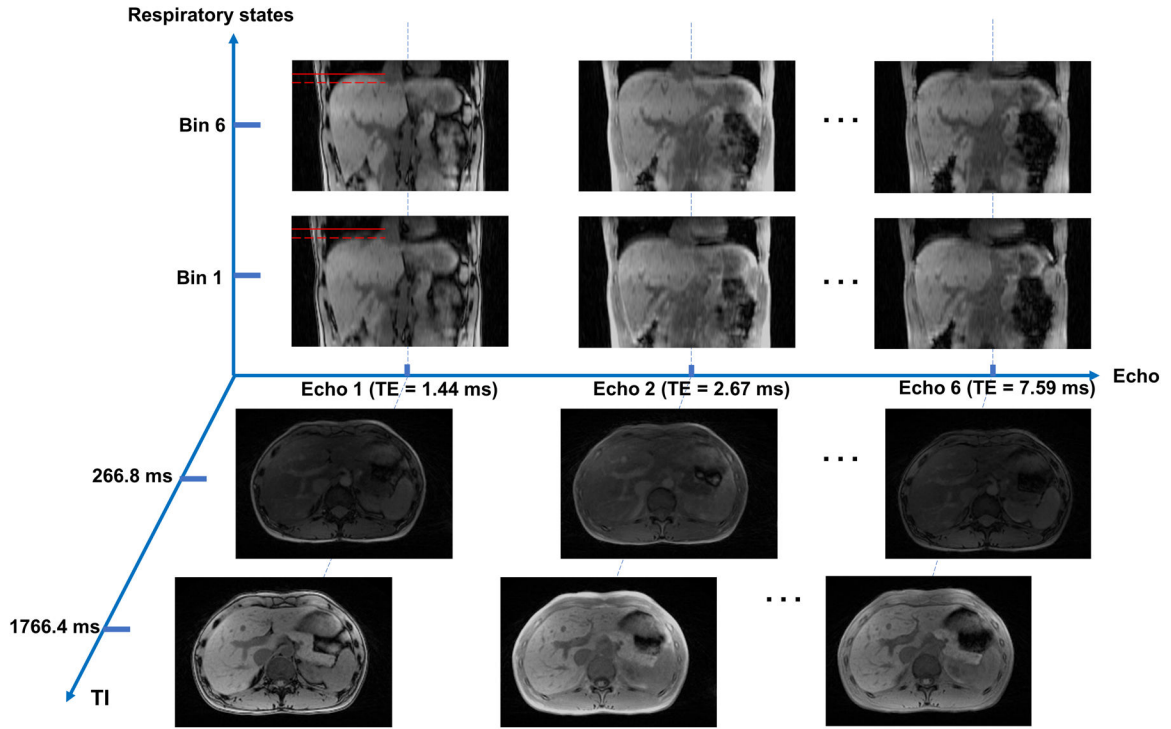 Respiratory states
Bin 6
...
Bin 1
...
Echo 1 (TE = 1.44 ms)
Echo 2 (TE = 2.67 ms)
Echo 6 (TE = 7.59 ms)
Echo
266.8 ms
...
1766.4 ms
...
TI